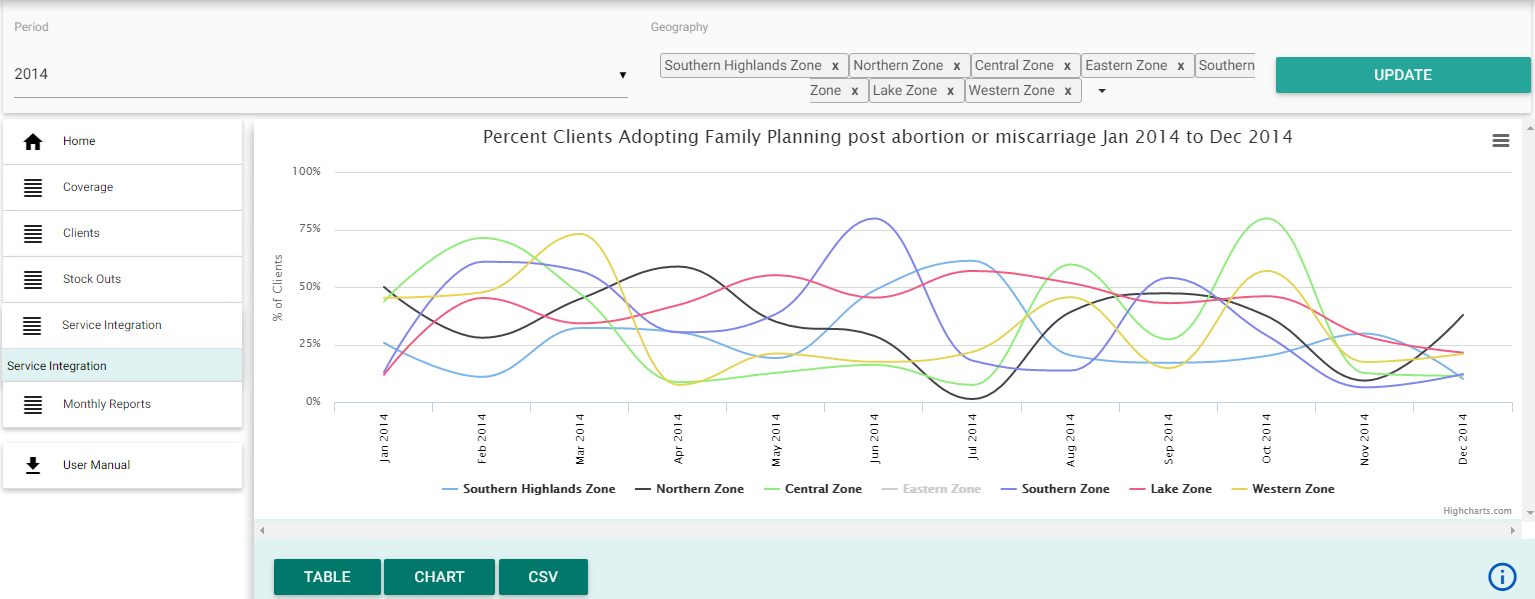 Period
Geography
2014 ▼
Southern Highlands Zone x Northern Zone x Central Zone x Eastern Zone x Southern
Zone x Lake Zone x Western Zone x
UPDATE
Home
Coverage
Clients
Stock Outs
Service Integration
Service Integration
Monthly Reports
User Manual
Percent Clients Adopting Family Planning post abortion or miscarriage Jan 2014 to Dec 2014
% of Clients
100%
75%
50%
25%
0%
Jan 2014
Feb 2014
Mar 2014
Apr 2014
May 2014
Jun 2014
Jul 2014
Aug 2014
Sep 2014
Oct 2014
Nov 2014
Dec 2014
Southern Highlands Zone Northern Zone Central Zone Eastern Zone Southern Zone Lake Zone Western Zone
Highcharts.com
TABLE CHART CSV